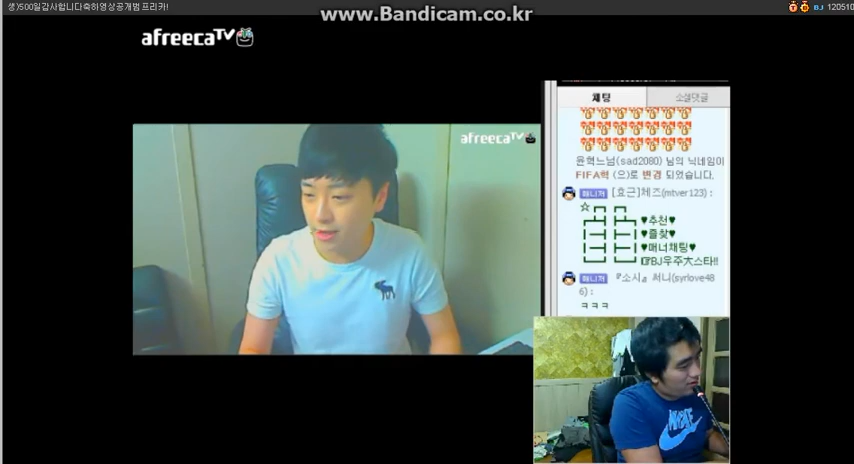 생)500일감사합니다축하영상공개범프리카!
www.Bandicam.co.kr
BJ 120510
afreecaTV
afreecaTV
채팅
소셜댓글
윤혁느님(sad2080) 님의 닉네임이
FIFA혁 (으)로 변경 되었습니다.
매니저 [효근]체즈(mtver123) :
☆
♥추천♥
♥즐찾♥
♥매너채팅♥
BJ우주大스타!!
매니저 『소시』 써니(syrlove48
6) :
ㅋㅋㅋ
NIKE